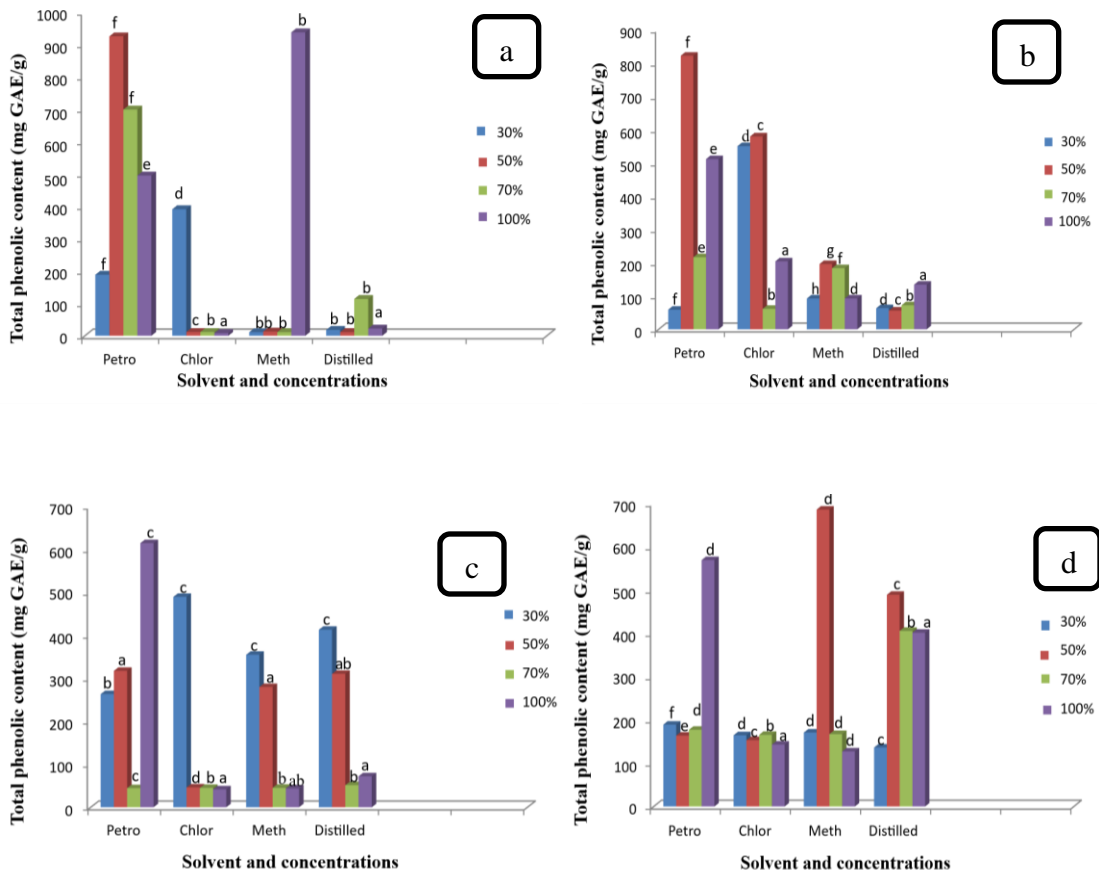 a
Total phenolic content (mg GAE/g)
1000
900
800
700
600
500
400
300
200
100
0
f
f
f
e
d
c b a
bb b
b
b b
b
a
30%
50%
70%
100%
Petro Chlor Meth Distilled
Solvent and concentrations
b
Total phenolic content (mg GAE/g)
900
800
700
600
500
400
300
200
100
0
f
f
e
e
d
c
b
a
h
g f
d
d c b
a
30%
50%
70%
100%
Petro Chlor Meth Distilled
Solvent and concentrations
c
Total phenolic content (mg GAE/g)
700
600
500
400
300
200
100
0
b
a
c
c
c
d b a
c
a
b ab
c
ab
b
a
30%
50%
70%
100%
Petro Chlor Meth Distilled
Solvent and concentrations
d
Total phenolic content (mg GAE/g)
700
600
500
400
300
200
100
0
f
e
d
d
d
c
b
a
d
d
d
d
c
c
b a
30%
50%
70%
100%
Petro Chlor Meth Distilled
Solvent and concentrations